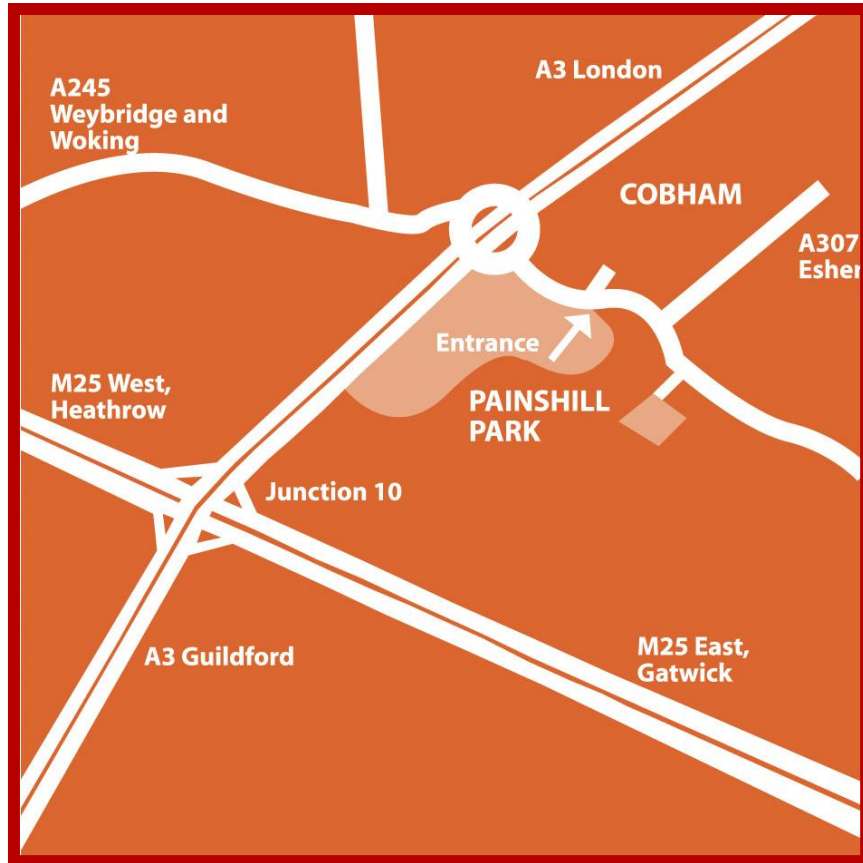 A3 London
A245
Weybridge and
Woking
COBHAM
A307
Esher
Entrance
M25 West,
Heathrow
PAINSHILL
PARK
Junction 10
A3 Guildford
M25 East,
Gatwick